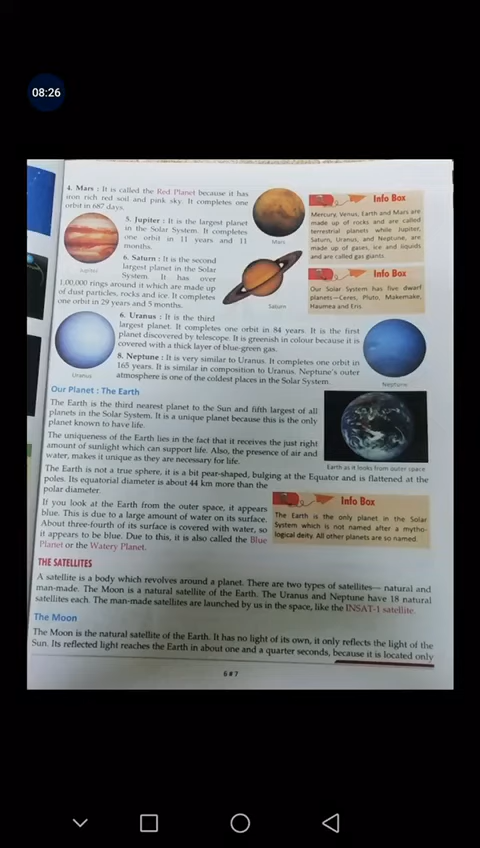 08:26
4. Mars : It is called the Red Planet because it has
iron rich red soil and pink sky. It completes one
orbit in 687 days.
Mars
Info Box
Mercury, Venus, Earth and Mars are
made up of rocks and are called
terrestrial planets while Jupiter,
Saturn, Uranus, and Neptune, are
made up of gases, ice and liquids
and are called gas giants.
5. Jupiter : It is the largest planet
in the Solar System. It completes
one orbit in 11 years and 11
months.
Jupiter
6. Saturn : It is the second
largest planet in the Solar
System. It has over
1,00,000 rings around it which are made up
of dust particles, rocks and ice. It completes
one orbit in 29 years and 5 months.
Saturn
Info Box
Our Solar System has five dwarf
planets—Ceres, Pluto, Makemake,
Haumea and Eris
6. Uranus : It is the third
largest planet. It completes one orbit in 84 years. It is the first
planet discovered by telescope. It is greenish in colour because it is
covered with a thick layer of blue-green gas.
Uranus
8. Neptune : It is very similar to Uranus. It completes one orbit in
165 years. It is similar in composition to Uranus. Neptune's outer
atmosphere is one of the coldest places in the Solar System
Neptune
Our Planet : The Earth
The Earth is the third nearest planet to the Sun and fifth largest of all
planets in the Solar System. It is a unique planet because this is the only
planet known to have life.
The uniqueness of the Earth lies in the fact that it receives the just right
amount of sunlight which can support life. Also, the presence of air and
water, makes it unique as they are necessary for life.
Earth as it looks from outer space
The Earth is not a true sphere, it is a bit pear-shaped, bulging at the Equator and is flattened at the
poles. Its equatorial diameter is about 44 km more than the
polar diameter.
If you look at the Earth from the outer space, it appears
blue. This is due to a large amount of water on its surface.
About three-fourth of its surface is covered with water, so
it appears to be blue. Due to this, it is also called the Blue
Planet or the Watery Planet.
Info Box
The Earth is the only planet in the Solar
System which is not named after a mytho-
logical deity. All other planets are so named.
THE SATELLITES
A satellite is a body which revolves around a planet. There are two types of satellites— natural and
man-made. The Moon is a natural satellite of the Earth. The Uranus and Neptune have 18 natural
satellites each. The man-made satellites are launched by us in the space, like the INSAT-1 satellite.
The Moon
The Moon is the natural satellite of the Earth. It has no light of its own, it only reflects the light of the
Sun. Its reflected light reaches the Earth in about one and a quarter seconds, because it is located only
6#7